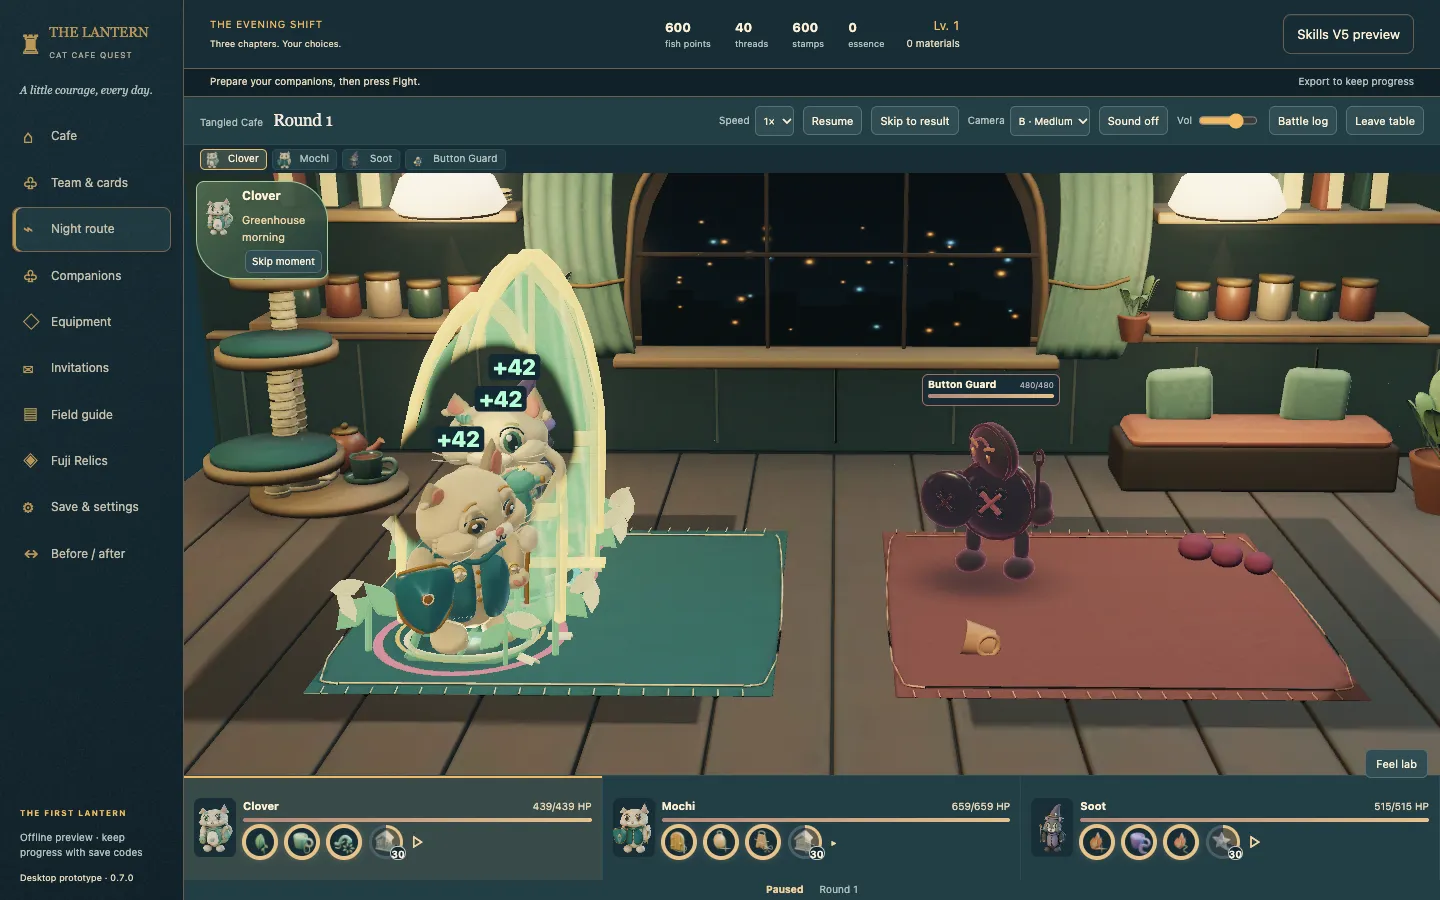 THE LANTERN
CAT CAFE QUEST
A little courage, every day.
Cafe
Team & cards
Night route
Companions
Equipment
Invitations
Field guide
Fuji Relics
Save & settings
Before / after
THE FIRST LANTERN
Offline preview · keep
progress with save codes
Desktop prototype · 0.7.0
THE EVENING SHIFT
Three chapters. Your choices.
600
fish points
40
threads
600
stamps
0
essence
Lv. 1
0 materials
Skills V5 preview
Prepare your companions, then press Fight.
Export to keep progress
Tangled Cafe Round 1
Speed 1x Resume Skip to result Camera B · Medium Sound off Vol Battle log Leave table
Clover Mochi Soot Button Guard
Clover
Greenhouse
morning
Skip moment
+42
+42
+42
Button Guard 480/480
Feel lab
Clover 439/439 HP
30
Mochi 659/659 HP
30
Soot 515/515 HP
30
Paused Round 1